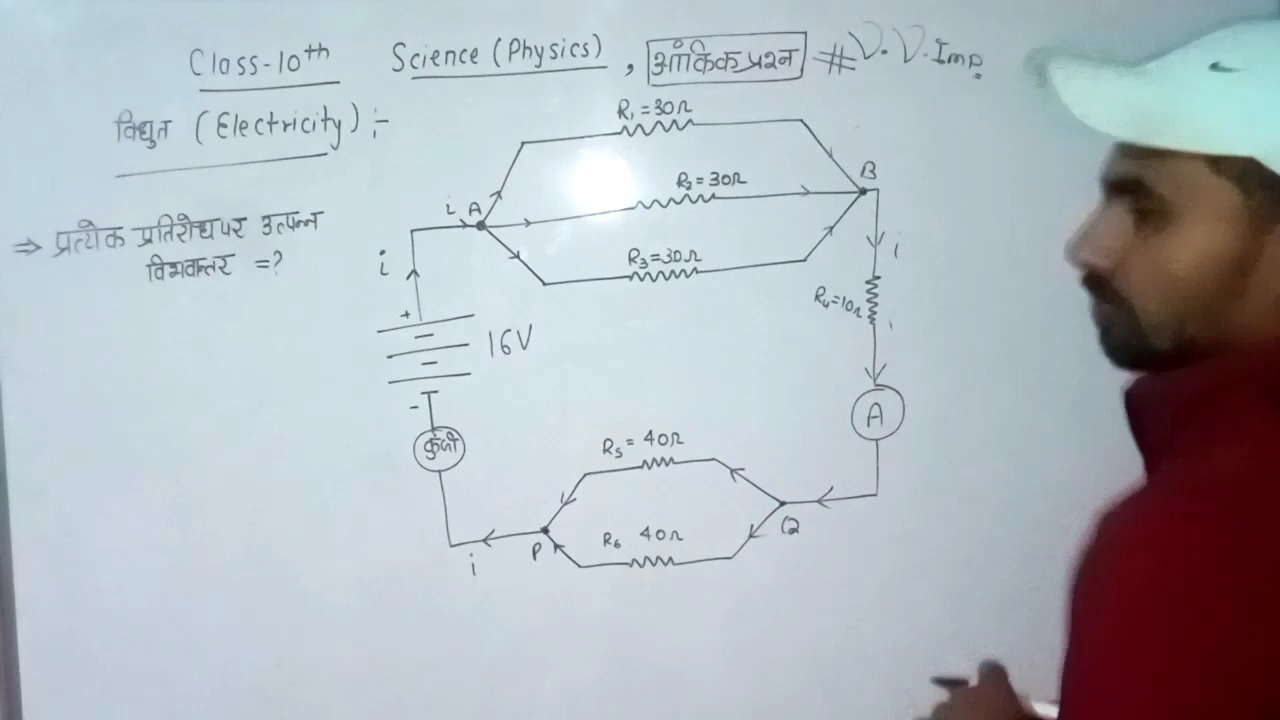 Class-10th Science (Physics), आंकिक प्रश्न # V.V.Imp.
विद्युत (Electricity) :-
R₁=30Ω
R₂=30Ω
B
i A
⇒ प्रत्येक प्रतिरोध पर उत्पन्न
विभवान्तर =?
R₃=30Ω
i
i
R₄=10Ω
+
16V
-
A
कुंजी
R₅ = 40Ω
Q
R₆ 40Ω
P
i